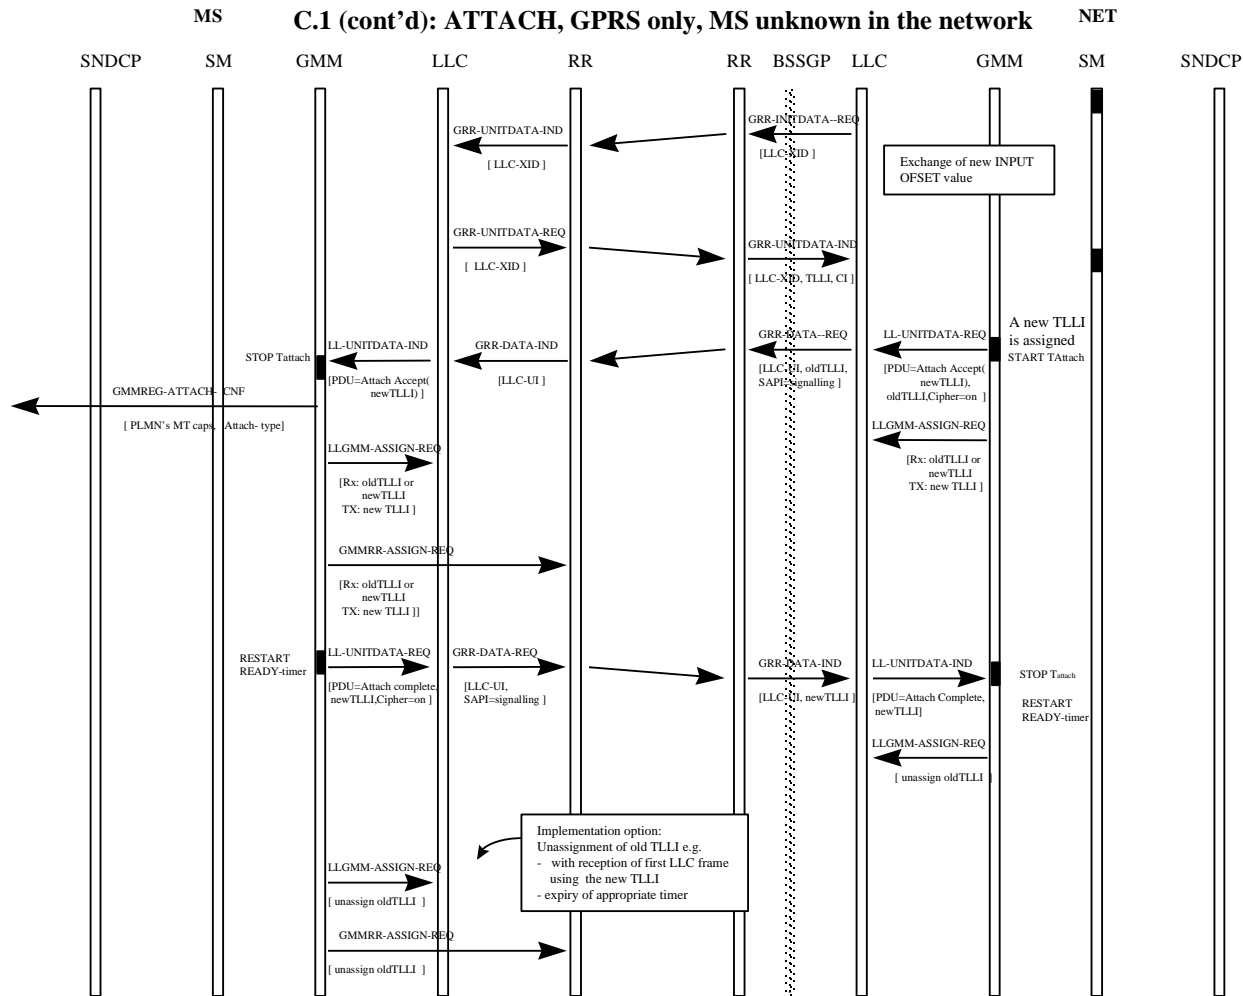 MS
C.1 (cont’d): ATTACH, GPRS only, MS unknown in the network
NET
SNDCP SM GMM LLC RR RR BSSGP LLC GMM SM SNDCP
GRR-INITDATA--REQ
GRR-UNITDATA-IND
[LLC-XID ]
[ LLC-XID ]
Exchange of new INPUT
OFSET value
GRR-UNITDATA-REQ
GRR-UNITDATA-IND
[ LLC-XID ]
[ LLC-XID, TLLI, CI ]
A new TLLI
is assigned
START TAttach
LL-UNITDATA-REQ
GRR-DATA--REQ
GRR-DATA-IND
LL-UNITDATA-IND
STOP Tattach
[PDU=Attach Accept(
newTLLI),
oldTLLI,Cipher=on ]
[LLC-UI, oldTLLI,
SAPI=signalling ]
[LLC-UI ]
[PDU=Attach Accept(
newTLLI) ]
GMMREG-ATTACH- CNF
[ PLMN’s MT caps, Attach- type]
LLGMM-ASSIGN-REQ
[Rx: oldTLLI or
newTLLI
TX: new TLLI ]
LLGMM-ASSIGN-REQ
[Rx: oldTLLI or
newTLLI
TX: new TLLI ]
GMMRR-ASSIGN-REQ
[Rx: oldTLLI or
newTLLI
TX: new TLLI ]]
RESTART
READY-timer
LL-UNITDATA-REQ
GRR-DATA-REQ
GRR-DATA-IND
LL-UNITDATA-IND
[PDU=Attach complete,
newTLLI,Cipher=on ]
[LLC-UI,
SAPI=signalling ]
[LLC-UI, newTLLI ]
[PDU=Attach Complete,
newTLLI]
STOP Tattach
RESTART
READY-timer
LLGMM-ASSIGN-REQ
[ unassign oldTLLI ]
Implementation option:
Unassignment of old TLLI e.g.
- with reception of first LLC frame
using the new TLLI
- expiry of appropriate timer
LLGMM-ASSIGN-REQ
[ unassign oldTLLI ]
GMMRR-ASSIGN-REQ
[ unassign oldTLLI ]